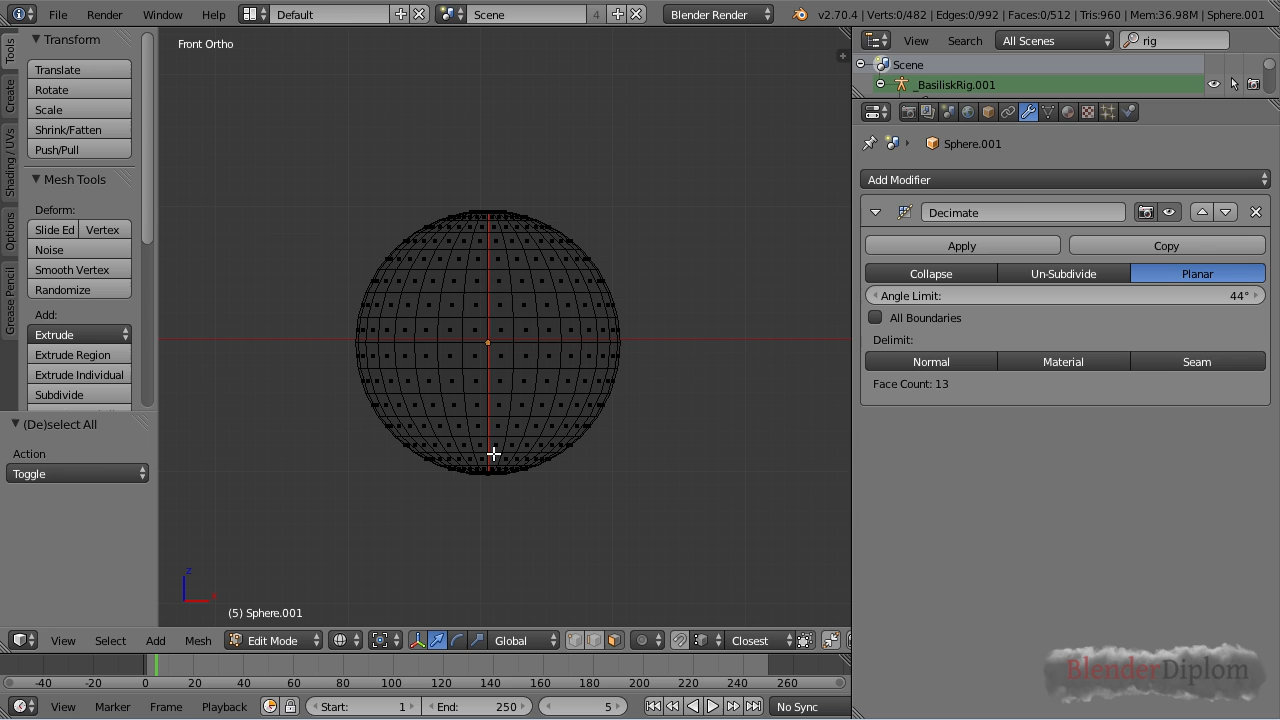 File Render Window Help Default Scene 4 Blender Render v2.70.4 | Verts:0/482 | Edges:0/992 | Faces:0/512 | Tris:960 | Mem:36.98M | Sphere.001
Tools
Create
Shading / UVs
Options
Grease Pencil
Transform
Translate
Rotate
Scale
Shrink/Fatten
Push/Pull
Mesh Tools
Deform:
Slide Ed Vertex
Noise
Smooth Vertex
Randomize
Add:
Extrude
Extrude Region
Extrude Individual
Subdivide
(De)select All
Action
Toggle
Front Ortho
z
x
(5) Sphere.001
View Select Add Mesh Edit Mode Global Closest
-40 -20 0 20 40 60 80 100 120 140 160 180 200 220 240 260
View Marker Frame Playback Start: 1 End: 250 5 No Sync
View Search All Scenes rig
Scene
_BasiliskRig.001
Sphere.001
Add Modifier
Decimate
Apply Copy
Collapse Un-Subdivide Planar
Angle Limit: 44°
All Boundaries
Delimit:
Normal Material Seam
Face Count: 13
BlenderDiplom